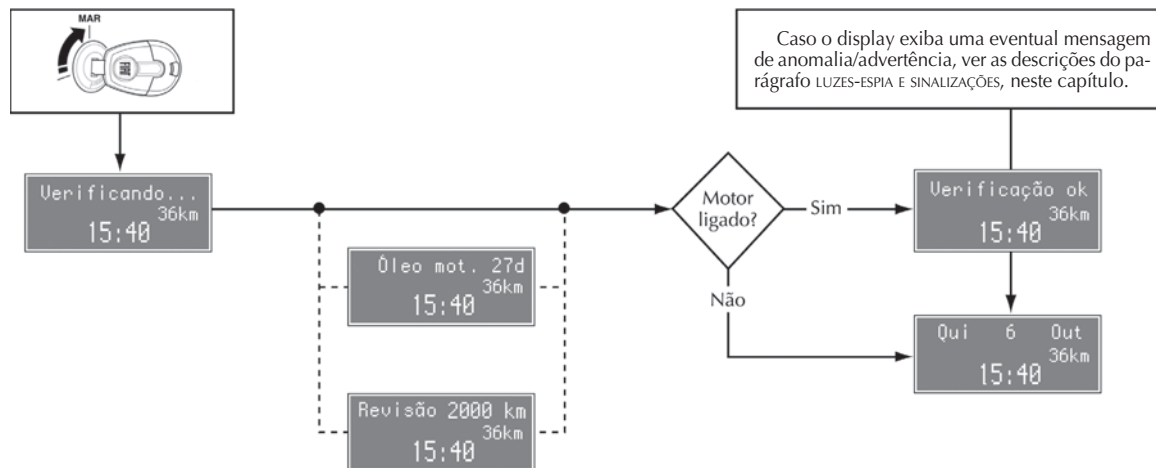 MAR
FIAT
Caso o display exiba uma eventual mensagem
de anomalia/advertência, ver as descrições do pa-
rágrafo LUZES-ESPIA E SINALIZAÇÕES, neste capítulo.
Verificando...
36km
15:40
Óleo mot. 27d
36km
15:40
Revisão 2000 km
36km
15:40
Motor
ligado?
Sim
Não
Verificação ok
36km
15:40
Qui 6 Out
36km
15:40